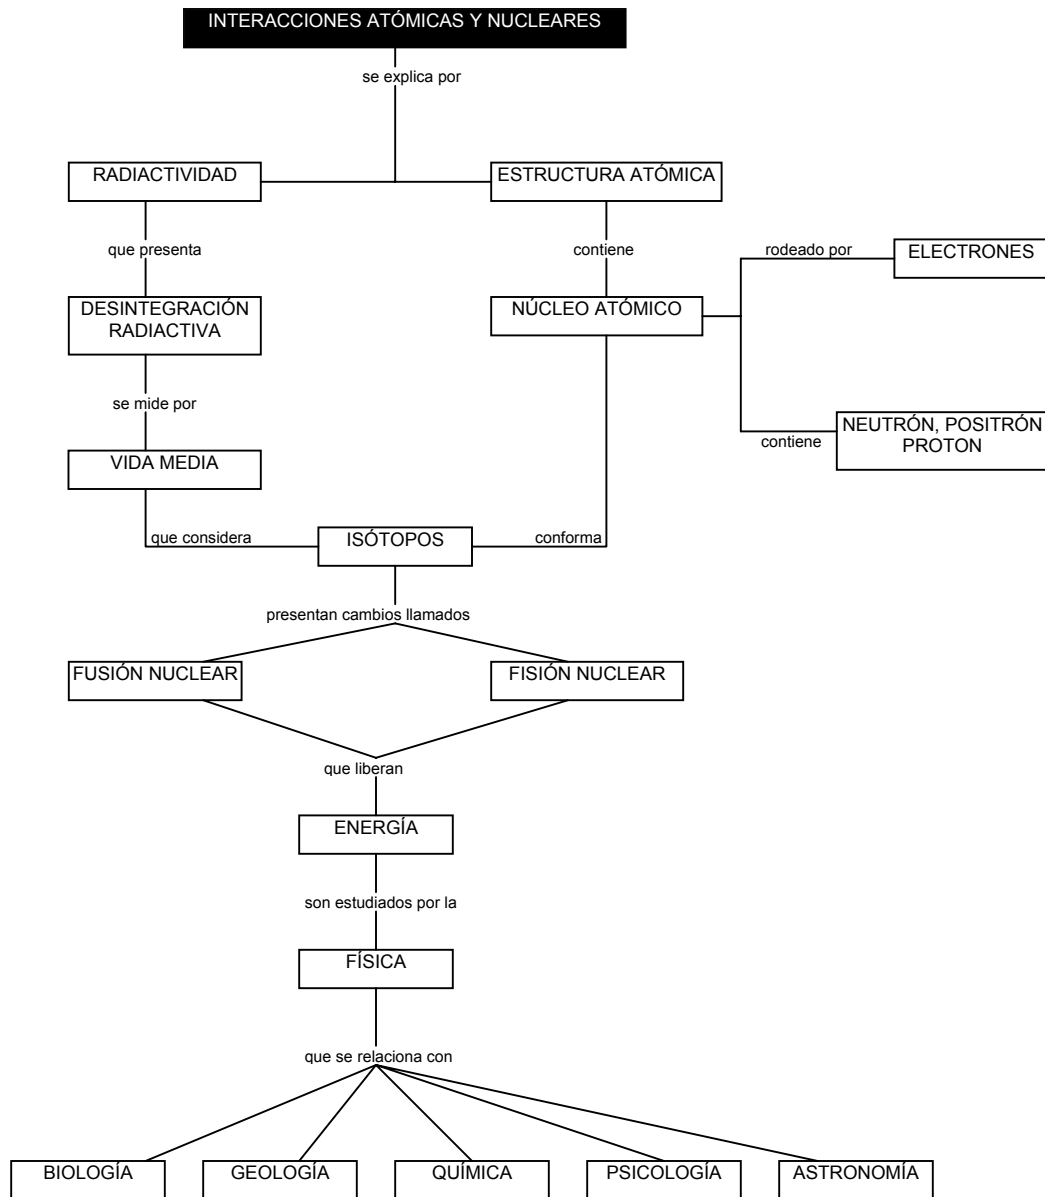 INTERACCIONES ATÓMICAS Y NUCLEARES
se explica por
RADIACTIVIDAD
ESTRUCTURA ATÓMICA
que presenta
contiene
rodeado por
ELECTRONES
DESINTEGRACIÓN
RADIACTIVA
NÚCLEO ATÓMICO
se mide por
contiene
NEUTRÓN, POSITRÓN
PROTON
VIDA MEDIA
que considera
ISÓTOPOS
conforma
presentan cambios llamados
FUSIÓN NUCLEAR
FISIÓN NUCLEAR
que liberan
ENERGÍA
son estudiados por la
FÍSICA
que se relaciona con
BIOLOGÍA
GEOLOGÍA
QUÍMICA
PSICOLOGÍA
ASTRONOMÍA